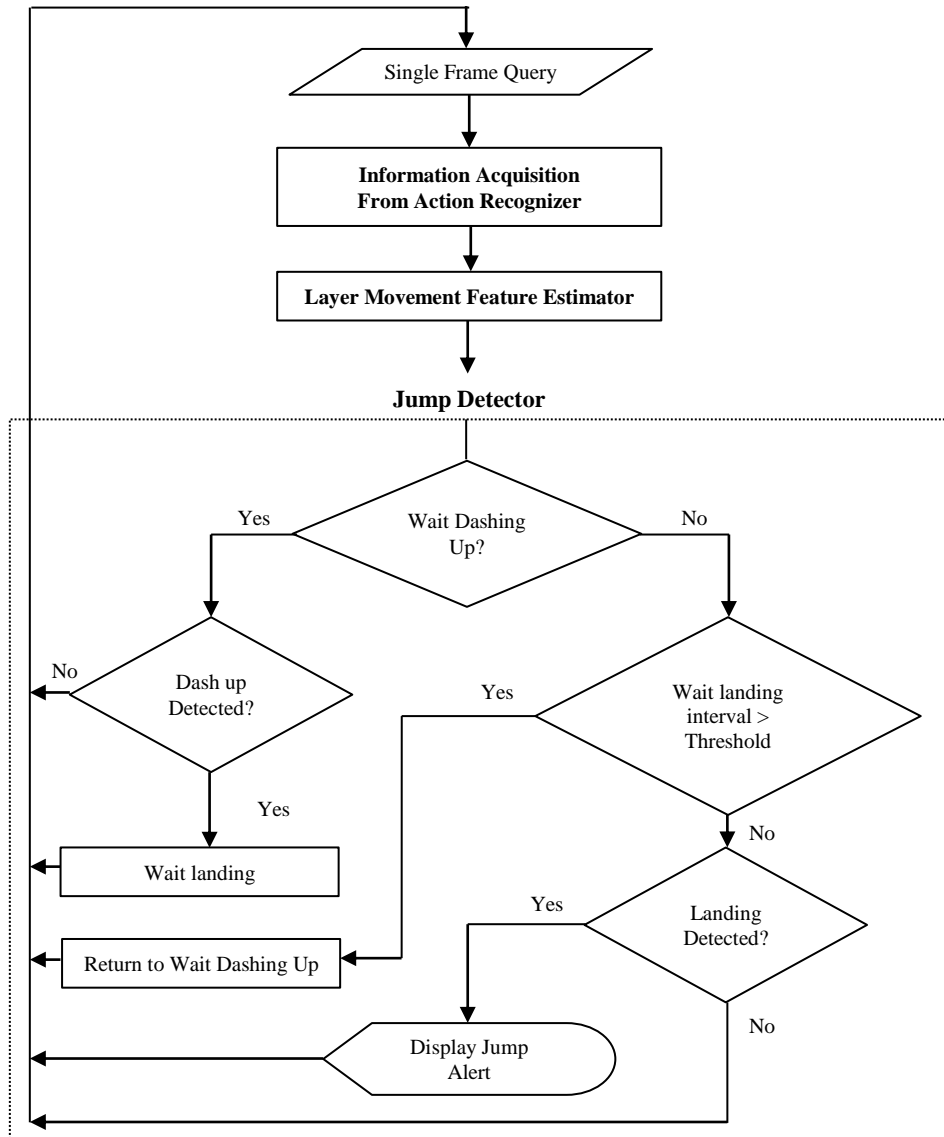 Single Frame Query
Information Acquisition
From Action Recognizer
Layer Movement Feature Estimator
Jump Detector
Yes
Wait Dashing
Up?
No
No
Dash up
Detected?
Yes
Wait landing
interval >
Threshold
Yes
No
Wait landing
Yes
Landing
Detected?
Return to Wait Dashing Up
No
Display Jump
Alert